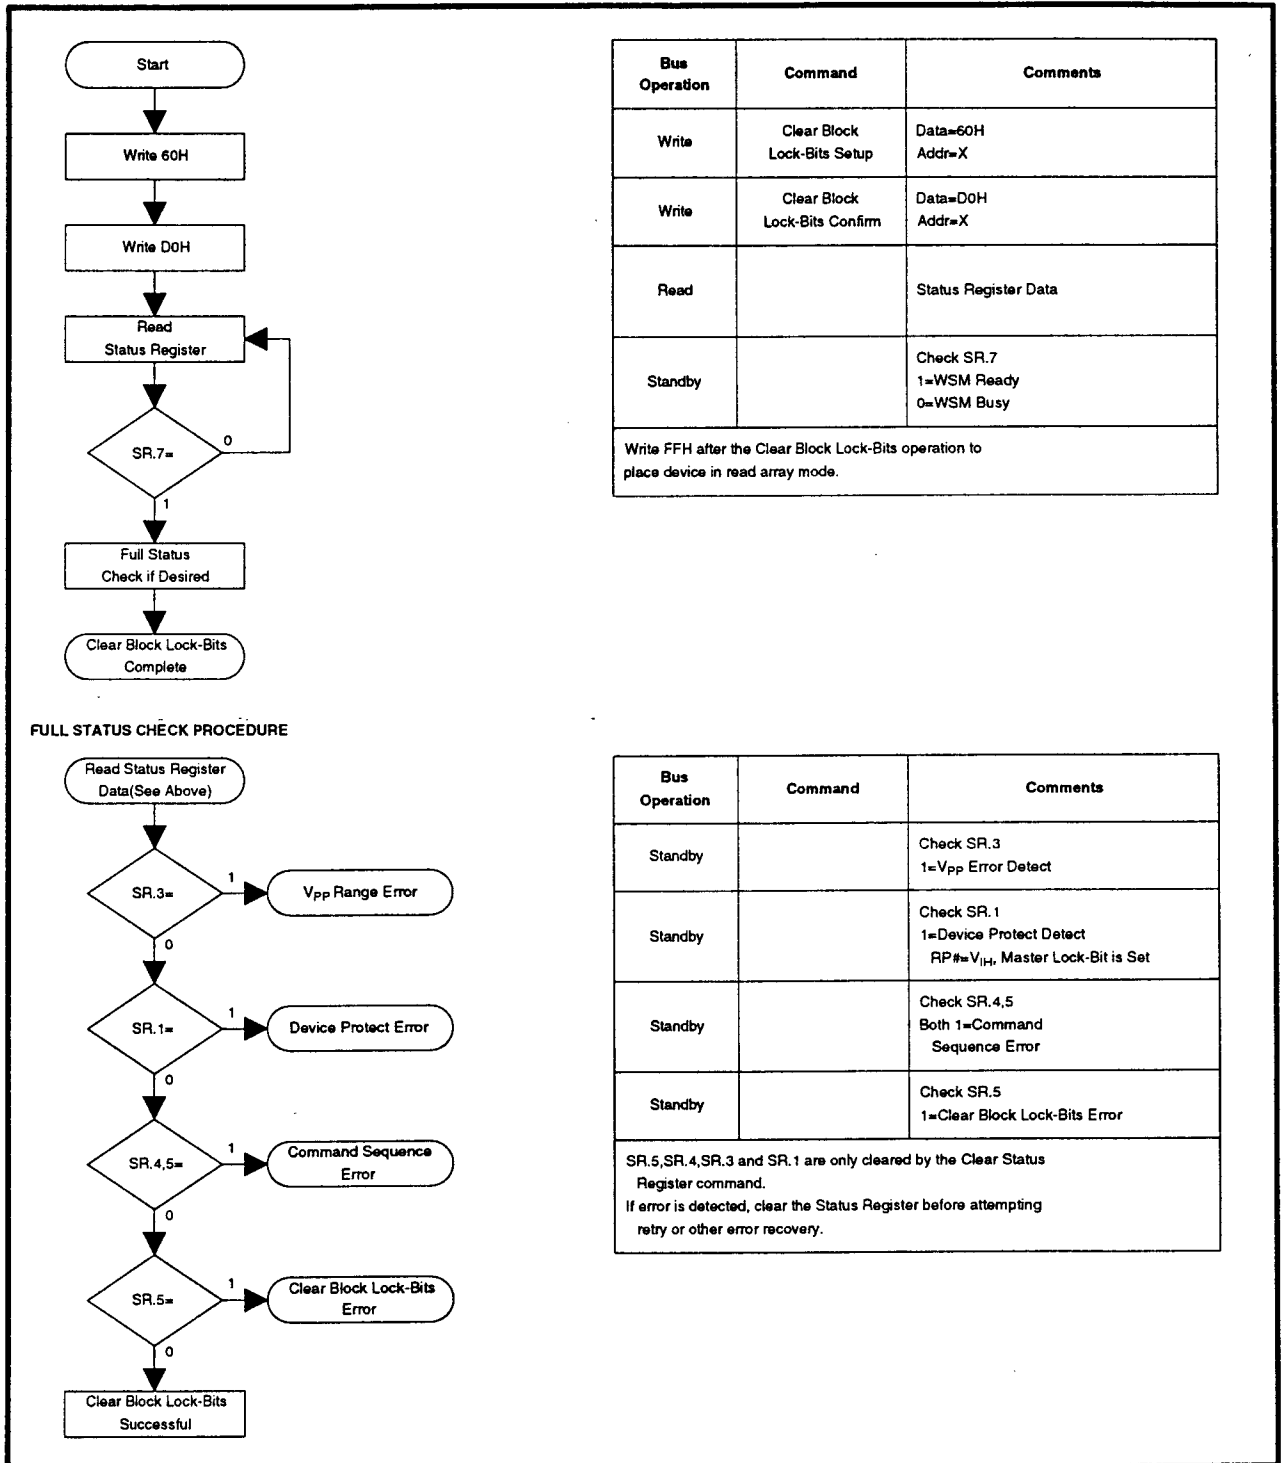 Start
Write 60H
Write D0H
Read
Status Register
SR.7=
0
1
Full Status
Check if Desired
Clear Block Lock-Bits
Complete
Bus
Operation
Command
Comments
Write
Clear Block
Lock-Bits Setup
Data=60H
Addr=X
Write
Clear Block
Lock-Bits Confirm
Data=D0H
Addr=X
Read
Status Register Data
Standby
Check SR.7
1=WSM Ready
0=WSM Busy
Write FFH after the Clear Block Lock-Bits operation to
place device in read array mode.
FULL STATUS CHECK PROCEDURE
Read Status Register
Data(See Above)
SR.3=
1
VPP Range Error
0
SR.1=
1
Device Protect Error
0
SR.4,5=
1
Command Sequence
Error
0
SR.5=
1
Clear Block Lock-Bits
Error
0
Clear Block Lock-Bits
Successful
Bus
Operation
Command
Comments
Standby
Check SR.3
1=VPP Error Detect
Standby
Check SR.1
1=Device Protect Detect
RP#=VIH, Master Lock-Bit is Set
Standby
Check SR.4,5
Both 1=Command
Sequence Error
Standby
Check SR.5
1=Clear Block Lock-Bits Error
SR.5,SR.4,SR.3 and SR.1 are only cleared by the Clear Status
Register command.
If error is detected, clear the Status Register before attempting
retry or other error recovery.